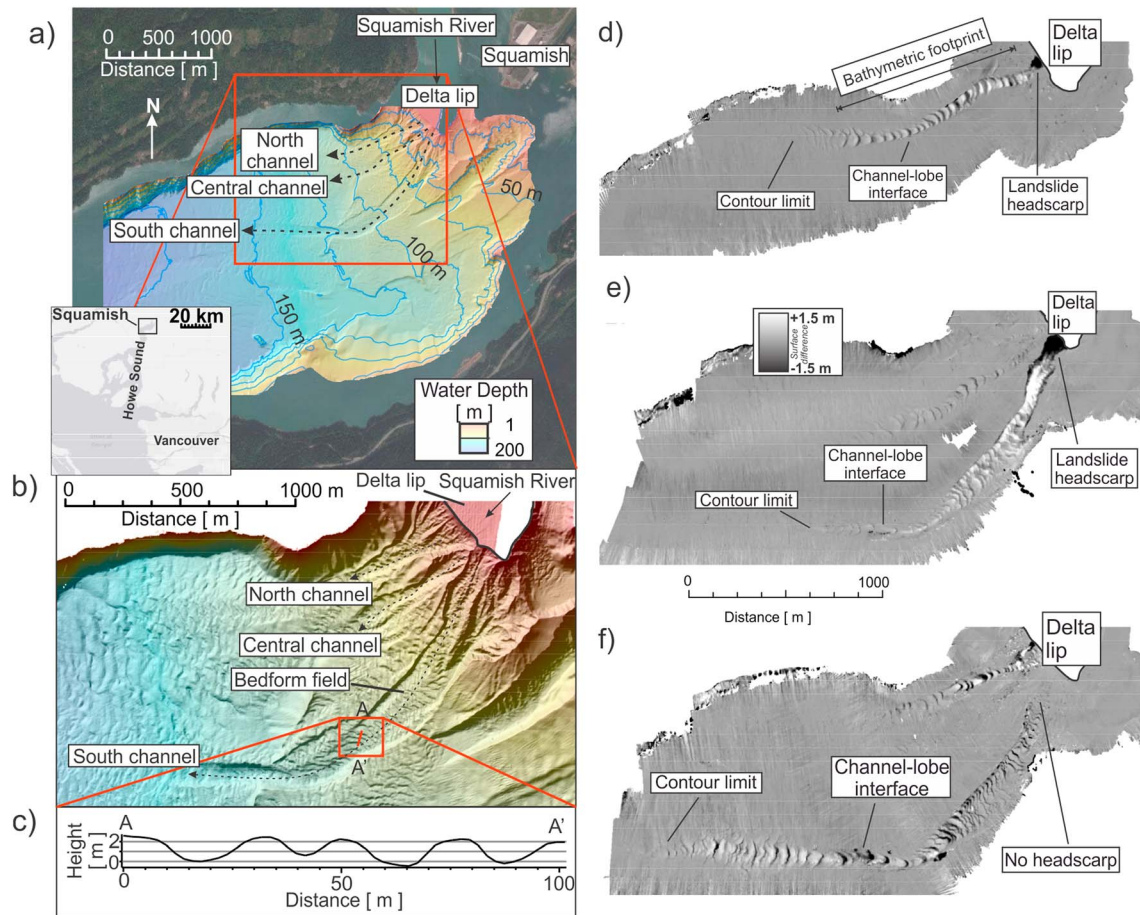 a)
0 500 1000
Distance [ m ]
N
Squamish River
Squamish
Delta lip
North channel
Central channel
South channel
50 m
100 m
150 m
Squamish
20 km
Howe Sound
Vancouver
Water Depth
[ m ]
1
200
b)
0 500 1000 m
Distance [ m ]
Delta lip
Squamish River
North channel
Central channel
Bedform field
A
A'
South channel
c)
A
A'
Height
[ m ]
2
0
0 50 100
Distance [ m ]
d)
Bathymetric footprint
Delta
lip
Contour limit
Channel-lobe
interface
Landslide
headscarp
e)
+1.5 m
Surface
difference
-1.5 m
Delta
lip
Channel-lobe
interface
Contour limit
Landslide
headscarp
0 1000
Distance [ m ]
f)
Delta
lip
Contour limit
Channel-lobe
interface
No headscarp